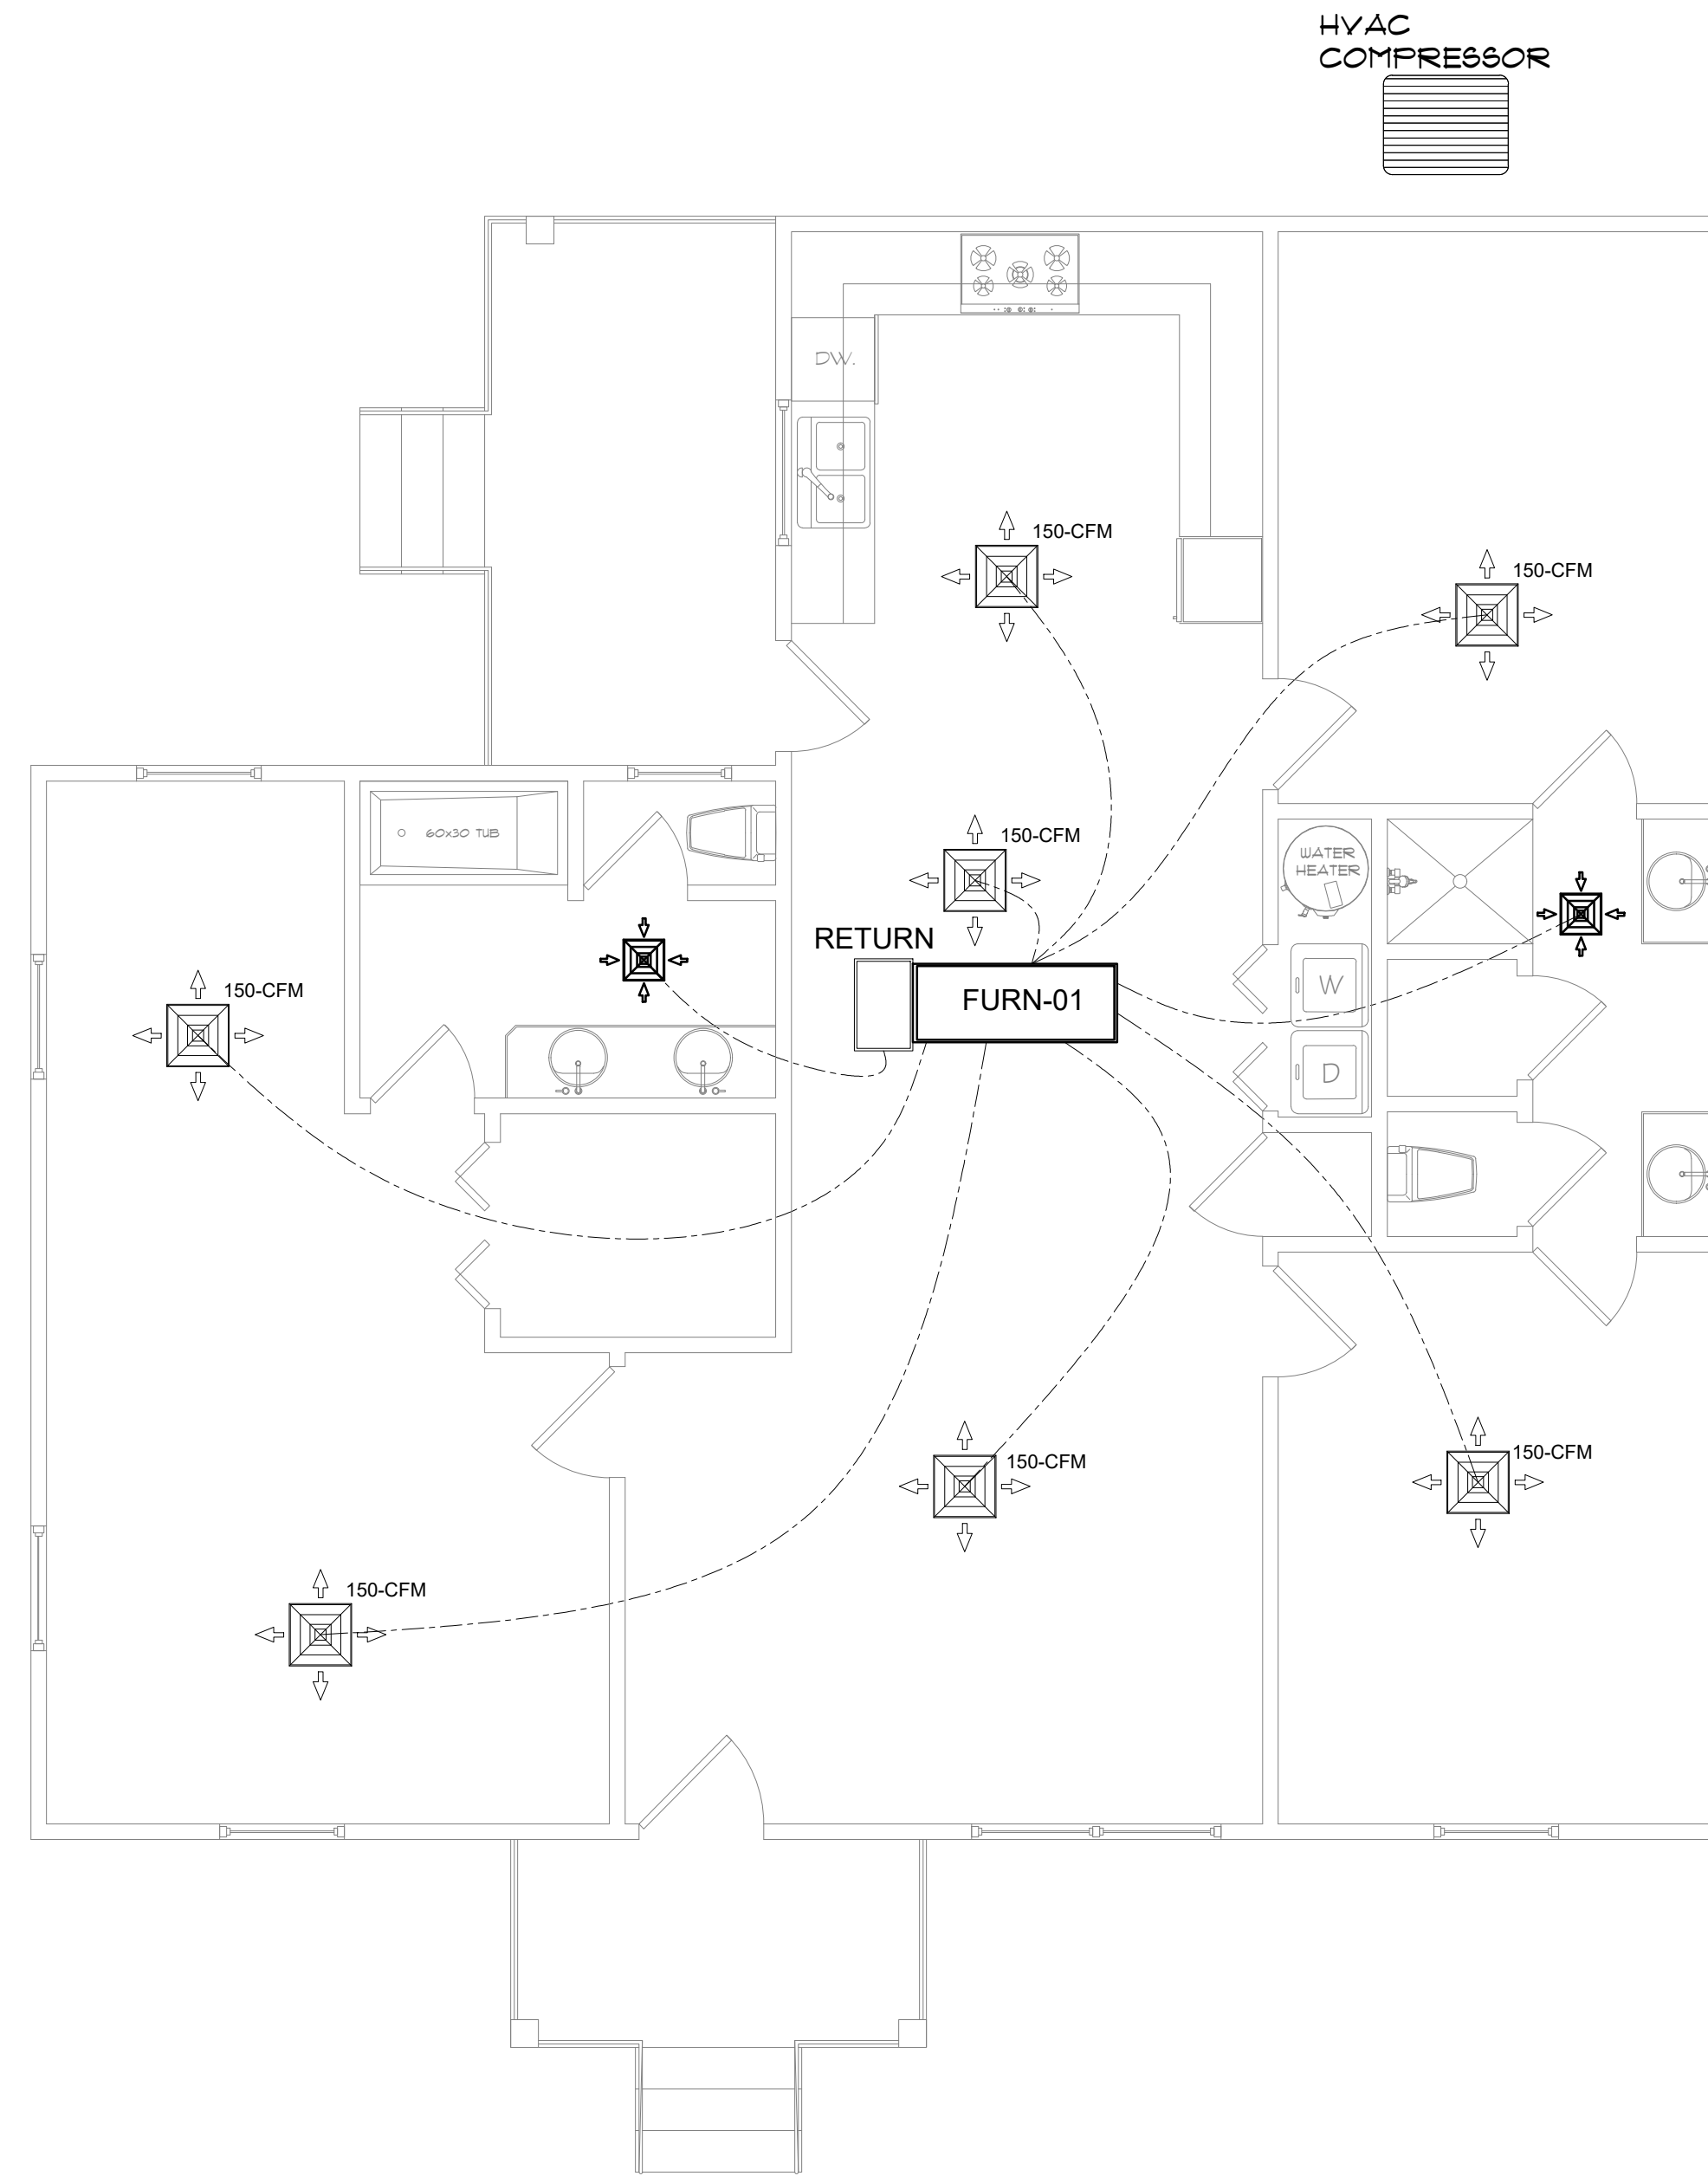 HVAC
COMPRESSOR
DW.
150-CFM
150-CFM
150-CFM
60x30 TUB
WATER
HEATER
RETURN
FURN-01
W
150-CFM
D
150-CFM
150-CFM
150-CFM